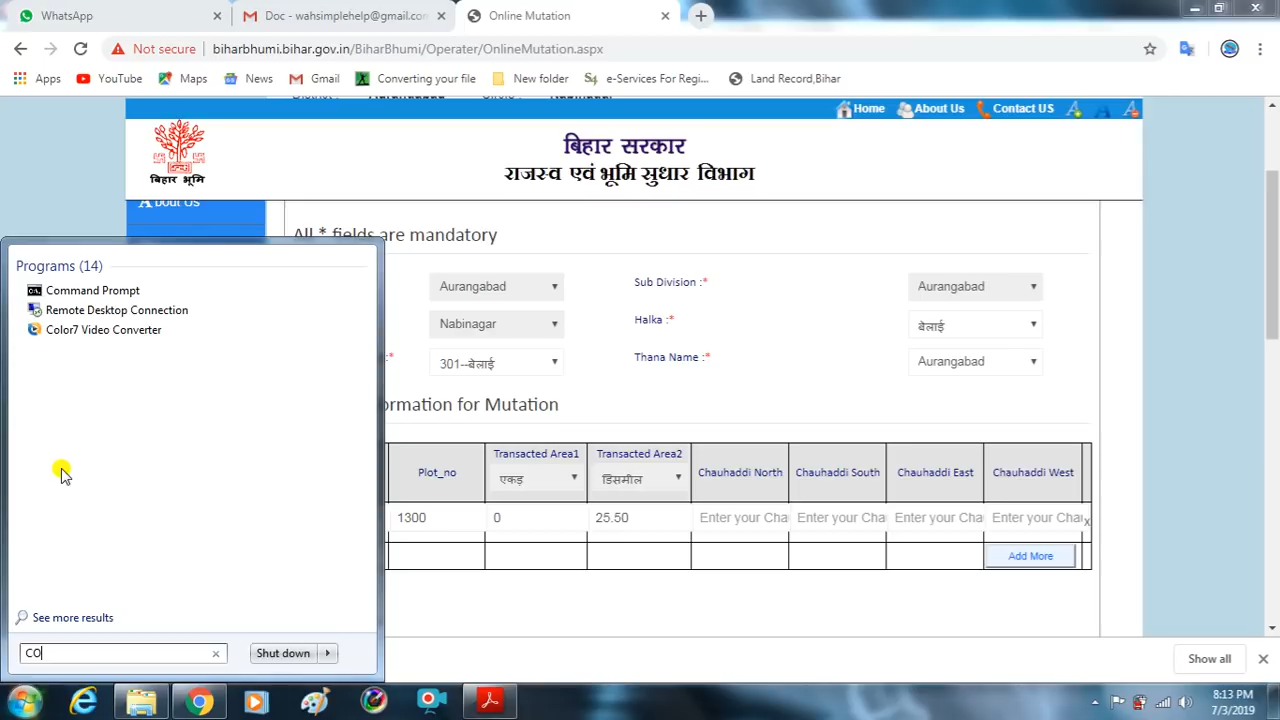 WhatsApp
Doc - wahsimplehelp@gmail.con
Online Mutation
Not secure
biharbhumi.bihar.gov.in/BiharBhumi/Operater/OnlineMutation.aspx
Apps YouTube Maps News Gmail Converting your file New folder e-Services For Regi... Land Record,Bihar
Home About Us Contact US
बिहार सरकार
राजस्व एवं भूमि सुधार विभाग
बिहार भूमि
About Us
All * fields are mandatory
Aurangabad Sub Division :* Aurangabad
Nabinagar Halka :* बेलाई
* 301--बेलाई Thana Name :* Aurangabad
ormation for Mutation
Plot_no Transacted Area1 एकड़ Transacted Area2 डिसमील Chauhaddi North Chauhaddi South Chauhaddi East Chauhaddi West
1300 0 25.50 Enter your Cha Enter your Cha Enter your Cha Enter your Cha x
Add More
Programs (14)
Command Prompt
Remote Desktop Connection
Color7 Video Converter
See more results
CO
Shut down
Show all
8:13 PM
7/3/2019